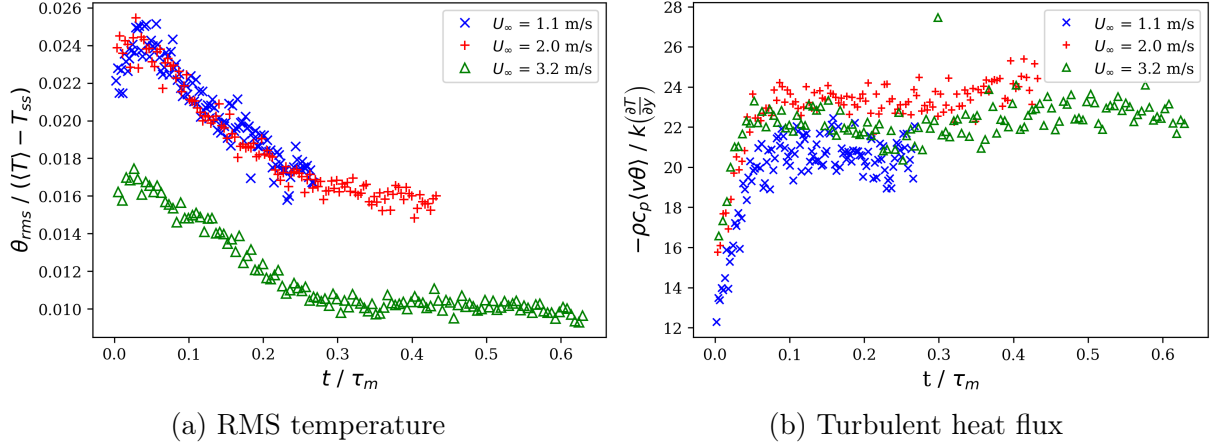 0.026
0.024
0.022
0.020
0.018
0.016
0.014
0.012
0.010
θrms / (⟨T⟩ − Tss)
0.0 0.1 0.2 0.3 0.4 0.5 0.6
t / τm
U∞ = 1.1 m/s
U∞ = 2.0 m/s
U∞ = 3.2 m/s
(a) RMS temperature
28
26
24
22
20
18
16
14
12
−ρcp⟨vθ⟩ / k(∂T/∂y)
0.0 0.1 0.2 0.3 0.4 0.5 0.6
t / τm
U∞ = 1.1 m/s
U∞ = 2.0 m/s
U∞ = 3.2 m/s
(b) Turbulent heat flux